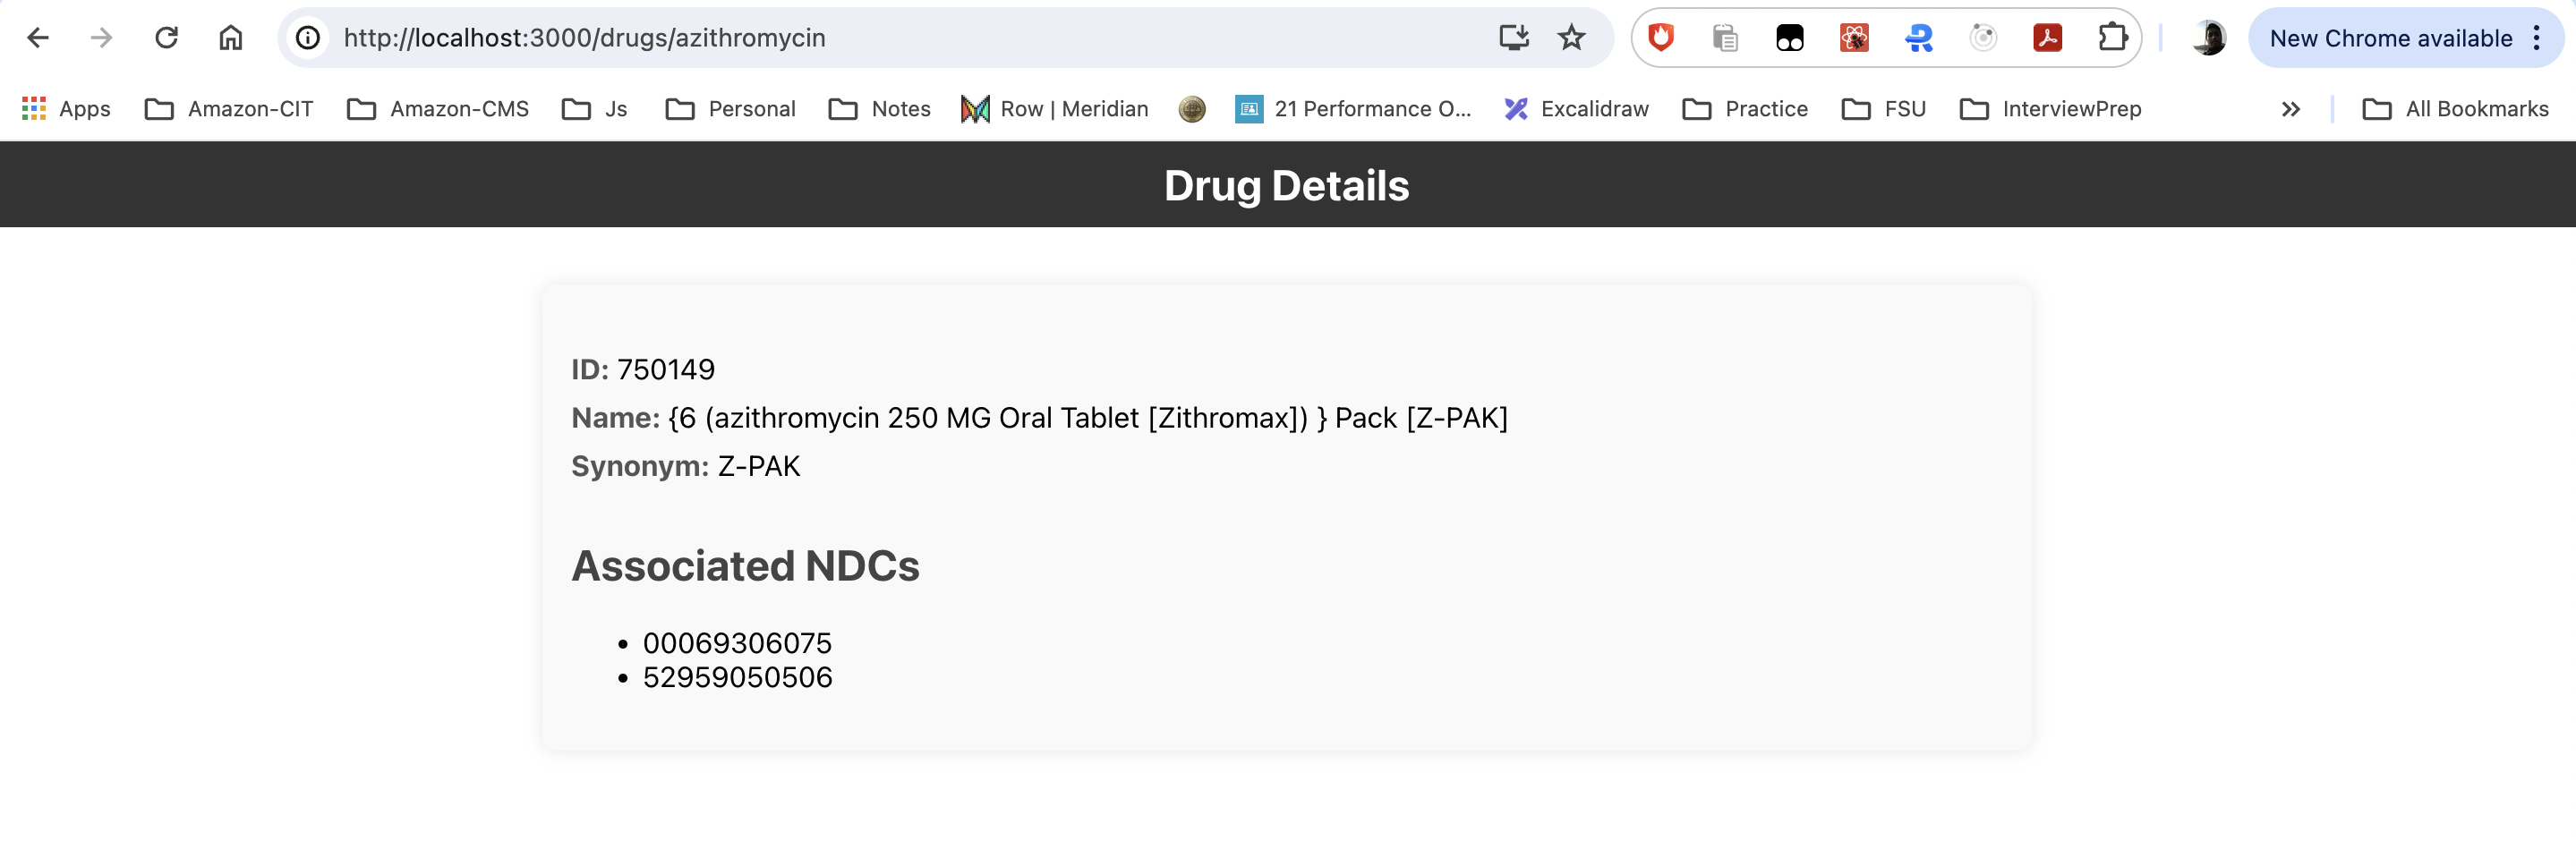 http://localhost:3000/drugs/azithromycin
New Chrome available
Apps
Amazon-CIT
Amazon-CMS
Js
Personal
Notes
Row | Meridian
21 Performance O...
Excalidraw
Practice
FSU
InterviewPrep
All Bookmarks
Drug Details
ID: 750149
Name: {6 (azithromycin 250 MG Oral Tablet [Zithromax]) } Pack [Z-PAK]
Synonym: Z-PAK
Associated NDCs
• 00069306075
• 52959050506